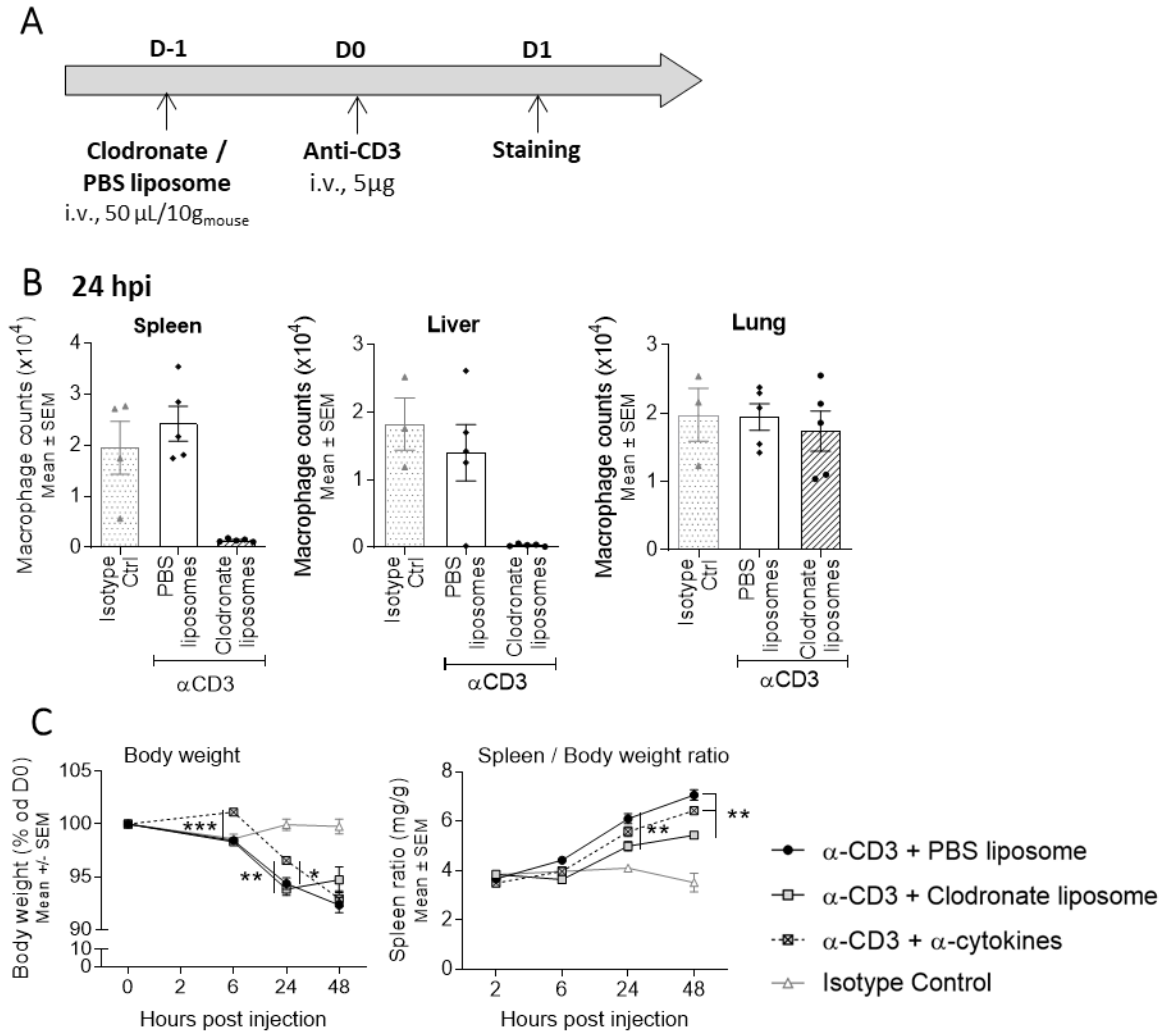 A
D-1 D0 D1
Clodronate / Anti-CD3 Staining
PBS liposome i.v., 5µg
i.v., 50 µL/10gmouse
B 24 hpi
Spleen
Macrophage counts (x10⁴)
Mean ± SEM
4
3
2
1
0
Isotype
Ctrl
PBS
liposomes
Clodronate
liposomes
αCD3
Liver
Macrophage counts (x10⁴)
Mean ± SEM
3
2
1
0
Isotype
Ctrl
PBS
liposomes
Clodronate
liposomes
αCD3
Lung
Macrophage counts (x10⁴)
Mean ± SEM
3
2
1
0
Isotype
Ctrl
PBS
liposomes
Clodronate
liposomes
αCD3
C
Body weight
Body weight (% od D0)
Mean +/- SEM
105
100
95
90
10
0
***
**
*
0 2 6 24 48
Hours post injection
Spleen / Body weight ratio
Spleen ratio (mg/g)
Mean ± SEM
8
6
4
2
0
**
**
2 6 24 48
Hours post injection
α-CD3 + PBS liposome
α-CD3 + Clodronate liposome
α-CD3 + α-cytokines
Isotype Control